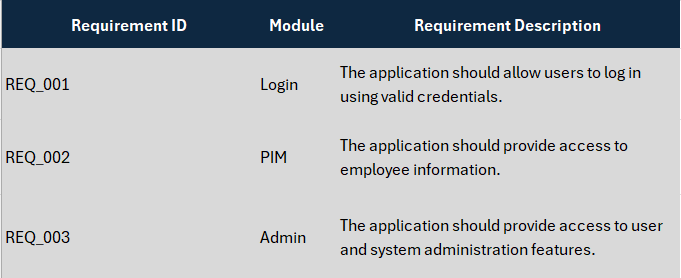 Requirement ID Module Requirement Description
REQ_001 Login The application should allow users to log in
using valid credentials.
REQ_002 PIM The application should provide access to
employee information.
REQ_003 Admin The application should provide access to user
and system administration features.